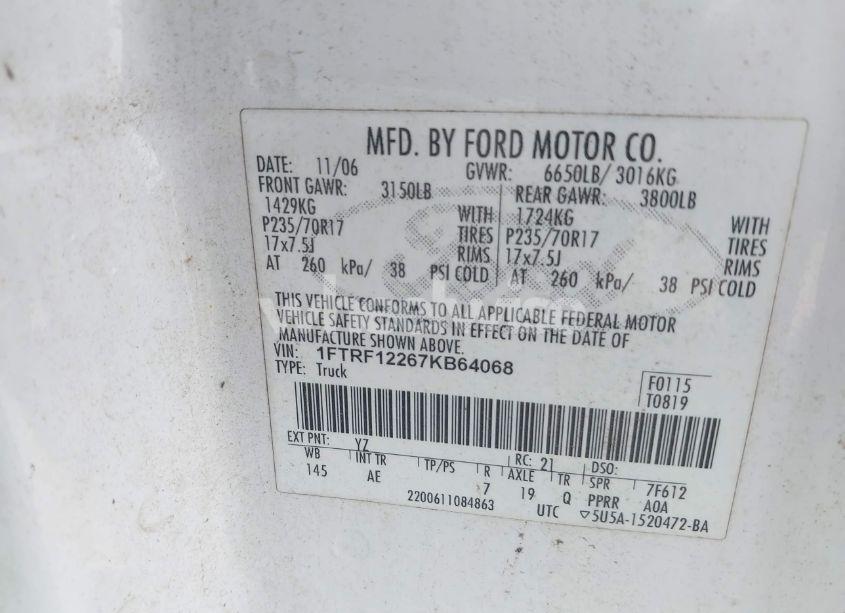 MFD. BY FORD MOTOR CO.
DATE: 11/06 GVWR: 6650LB/ 3016KG
FRONT GAWR: 3150LB REAR GAWR: 3800LB
1429KG WITH 1724KG WITH
P235/70R17 TIRES P235/70R17 TIRES
17x7.5J RIMS 17x7.5J RIMS
AT 260 kPa/ 38 PSI COLD AT 260 kPa/ 38 PSI COLD
THIS VEHICLE CONFORMS TO ALL APPLICABLE FEDERAL MOTOR
VEHICLE SAFETY STANDARDS IN EFFECT ON THE DATE OF
MANUFACTURE SHOWN ABOVE.
VIN: 1FTRF12267KB64068
TYPE: Truck
F0115
T0819
EXT PNT: YZ RC: 21 DSO:
WB INT TR TP/PS R AXLE TR SPR 7F612
145 AE 7 19 Q PPRR A0A
2200611084863 UTC ▽5U5A-1520472-BA